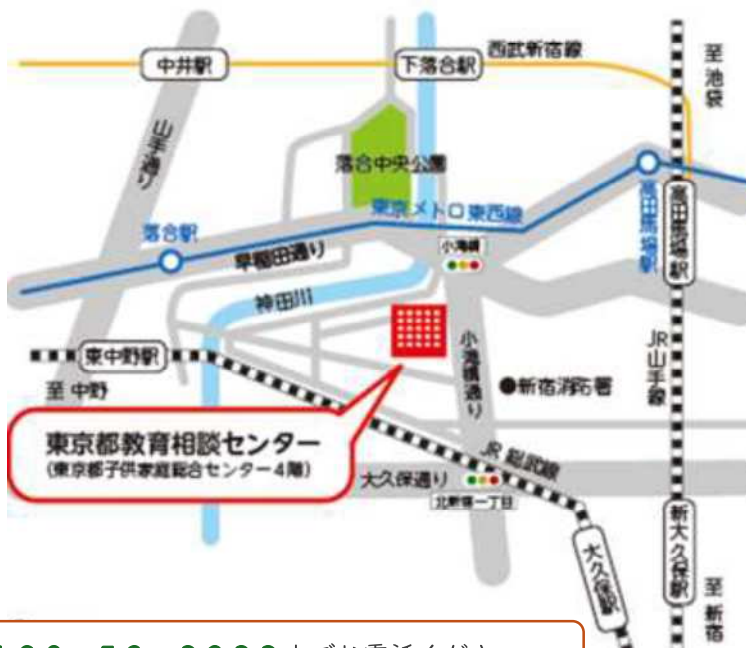 西武新宿線
至 池袋
中井駅
下落合駅
山手通り
落合中央公園
東京メトロ東西線
高田馬場駅
高田馬場駅
落合駅
早稲田通り
小滝橋
神田川
小滝橋通り
JR山手線
東中野駅
至 中野
●新宿消防署
東京都教育相談センター
(東京都子供家庭総合センター4階)
JR 総武線
大久保通り
北新宿一丁目
大久保駅
新大久保駅
至 新宿